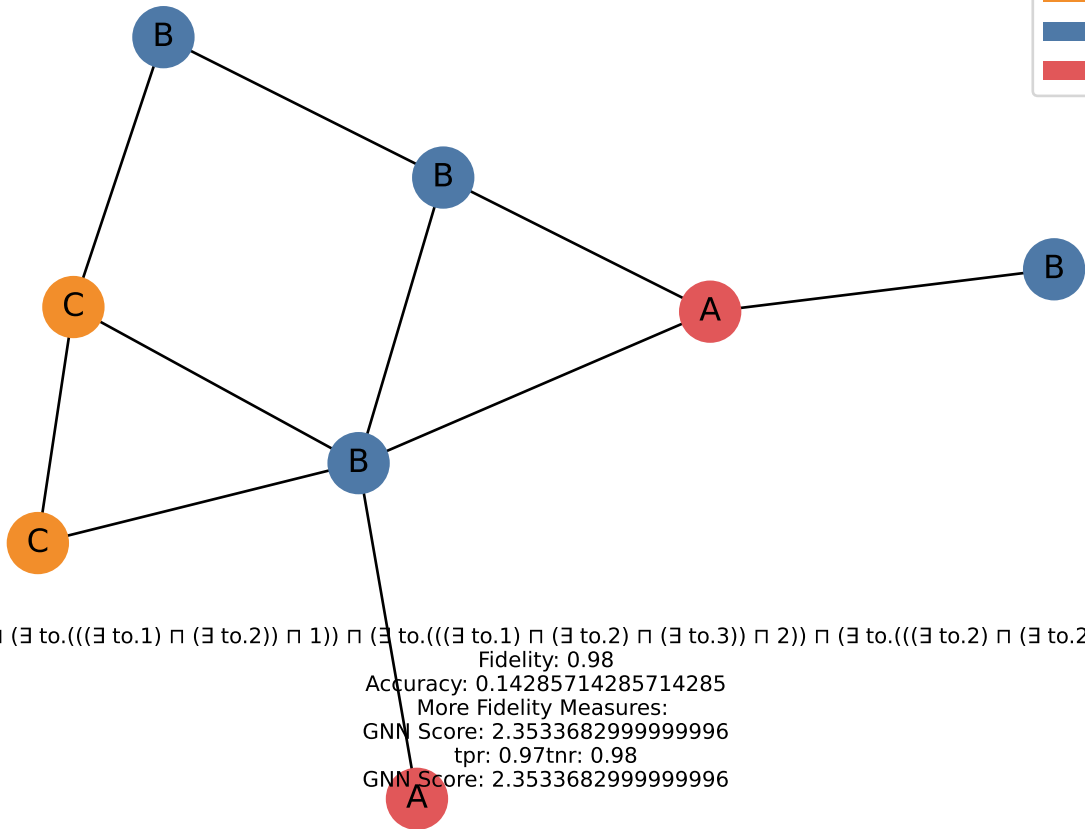 B
B
B
A
C
B
C
(∃ to.(((∃ to.1) ⊓ (∃ to.2)) ⊓ 1)) ⊓ (∃ to.(((∃ to.1) ⊓ (∃ to.2) ⊓ (∃ to.3)) ⊓ 2)) ⊓ (∃ to.(((∃ to.2) ⊓ (∃ to.2
Fidelity: 0.98
Accuracy: 0.14285714285714285
More Fidelity Measures:
GNN Score: 2.3533682999999996
tpr: 0.97tnr: 0.98
GNN Score: 2.3533682999999996
A